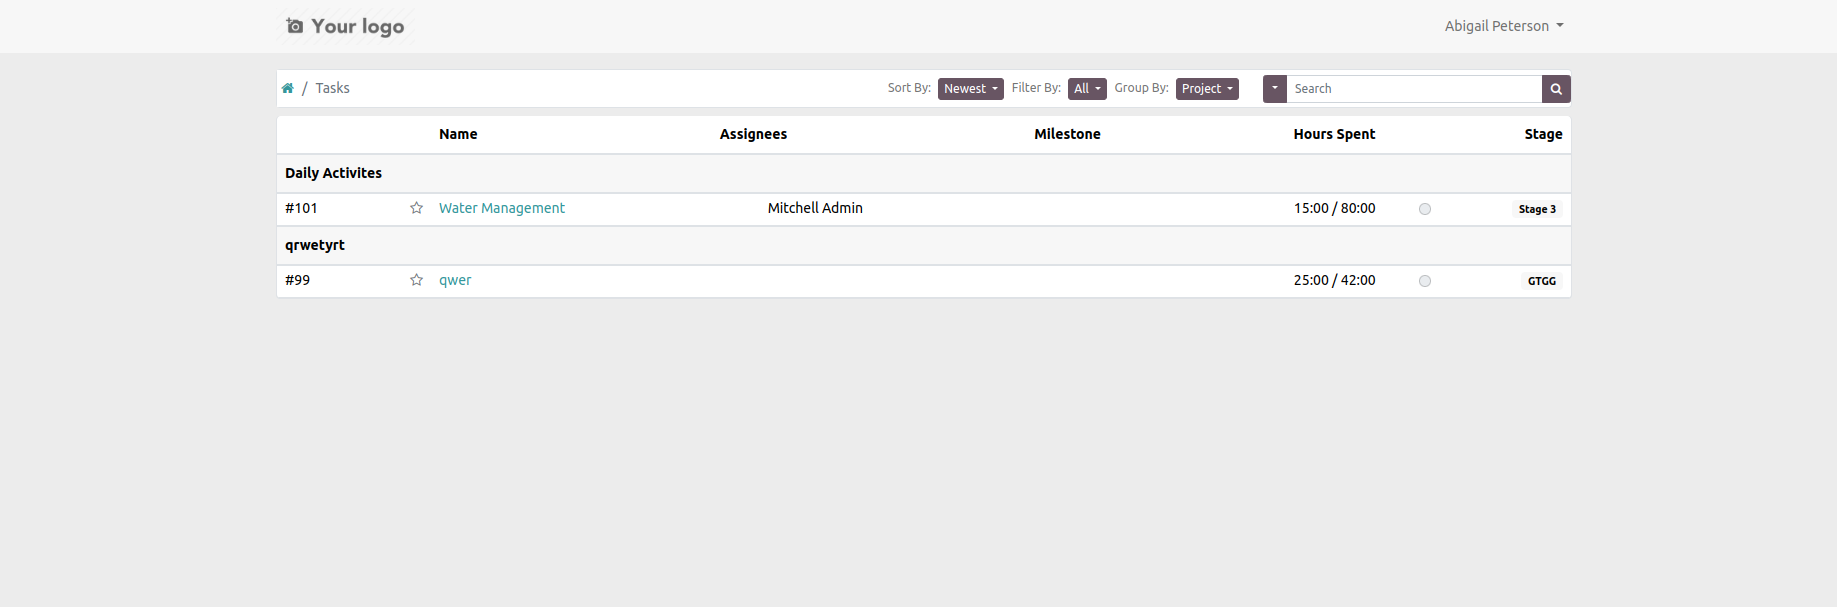 Your logo
Abigail Peterson
/ Tasks
Sort By: Newest Filter By: All Group By: Project Search
Name Assignees Milestone Hours Spent Stage
Daily Activites
#101 Water Management Mitchell Admin 15:00 / 80:00 Stage 3
qrwetyrt
#99 qwer 25:00 / 42:00 GTGG